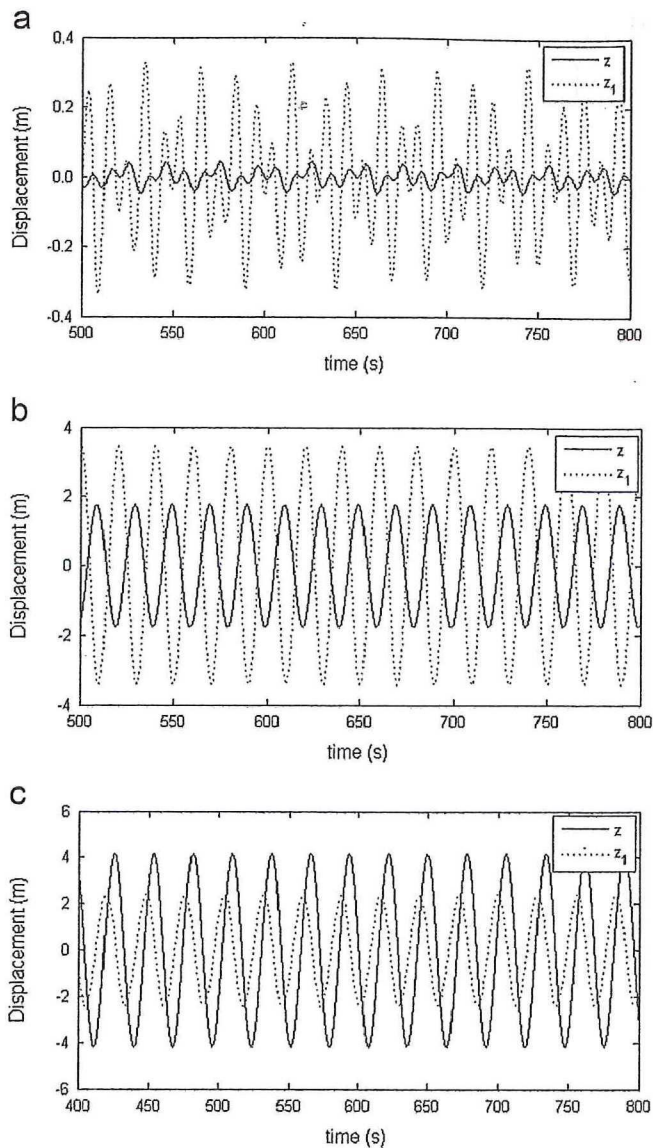 a
0.4
0.2
0.0
-0.2
-0.4
Displacement (m)
z
z1
500 550 600 650 700 750 800
time (s)
b
4
2
0
-2
-4
Displacement (m)
z
z1
500 550 600 650 700 750 800
time (s)
c
6
4
2
0
-2
-4
-6
Displacement (m)
z
z1
400 450 500 550 600 650 700 750 800
time (s)